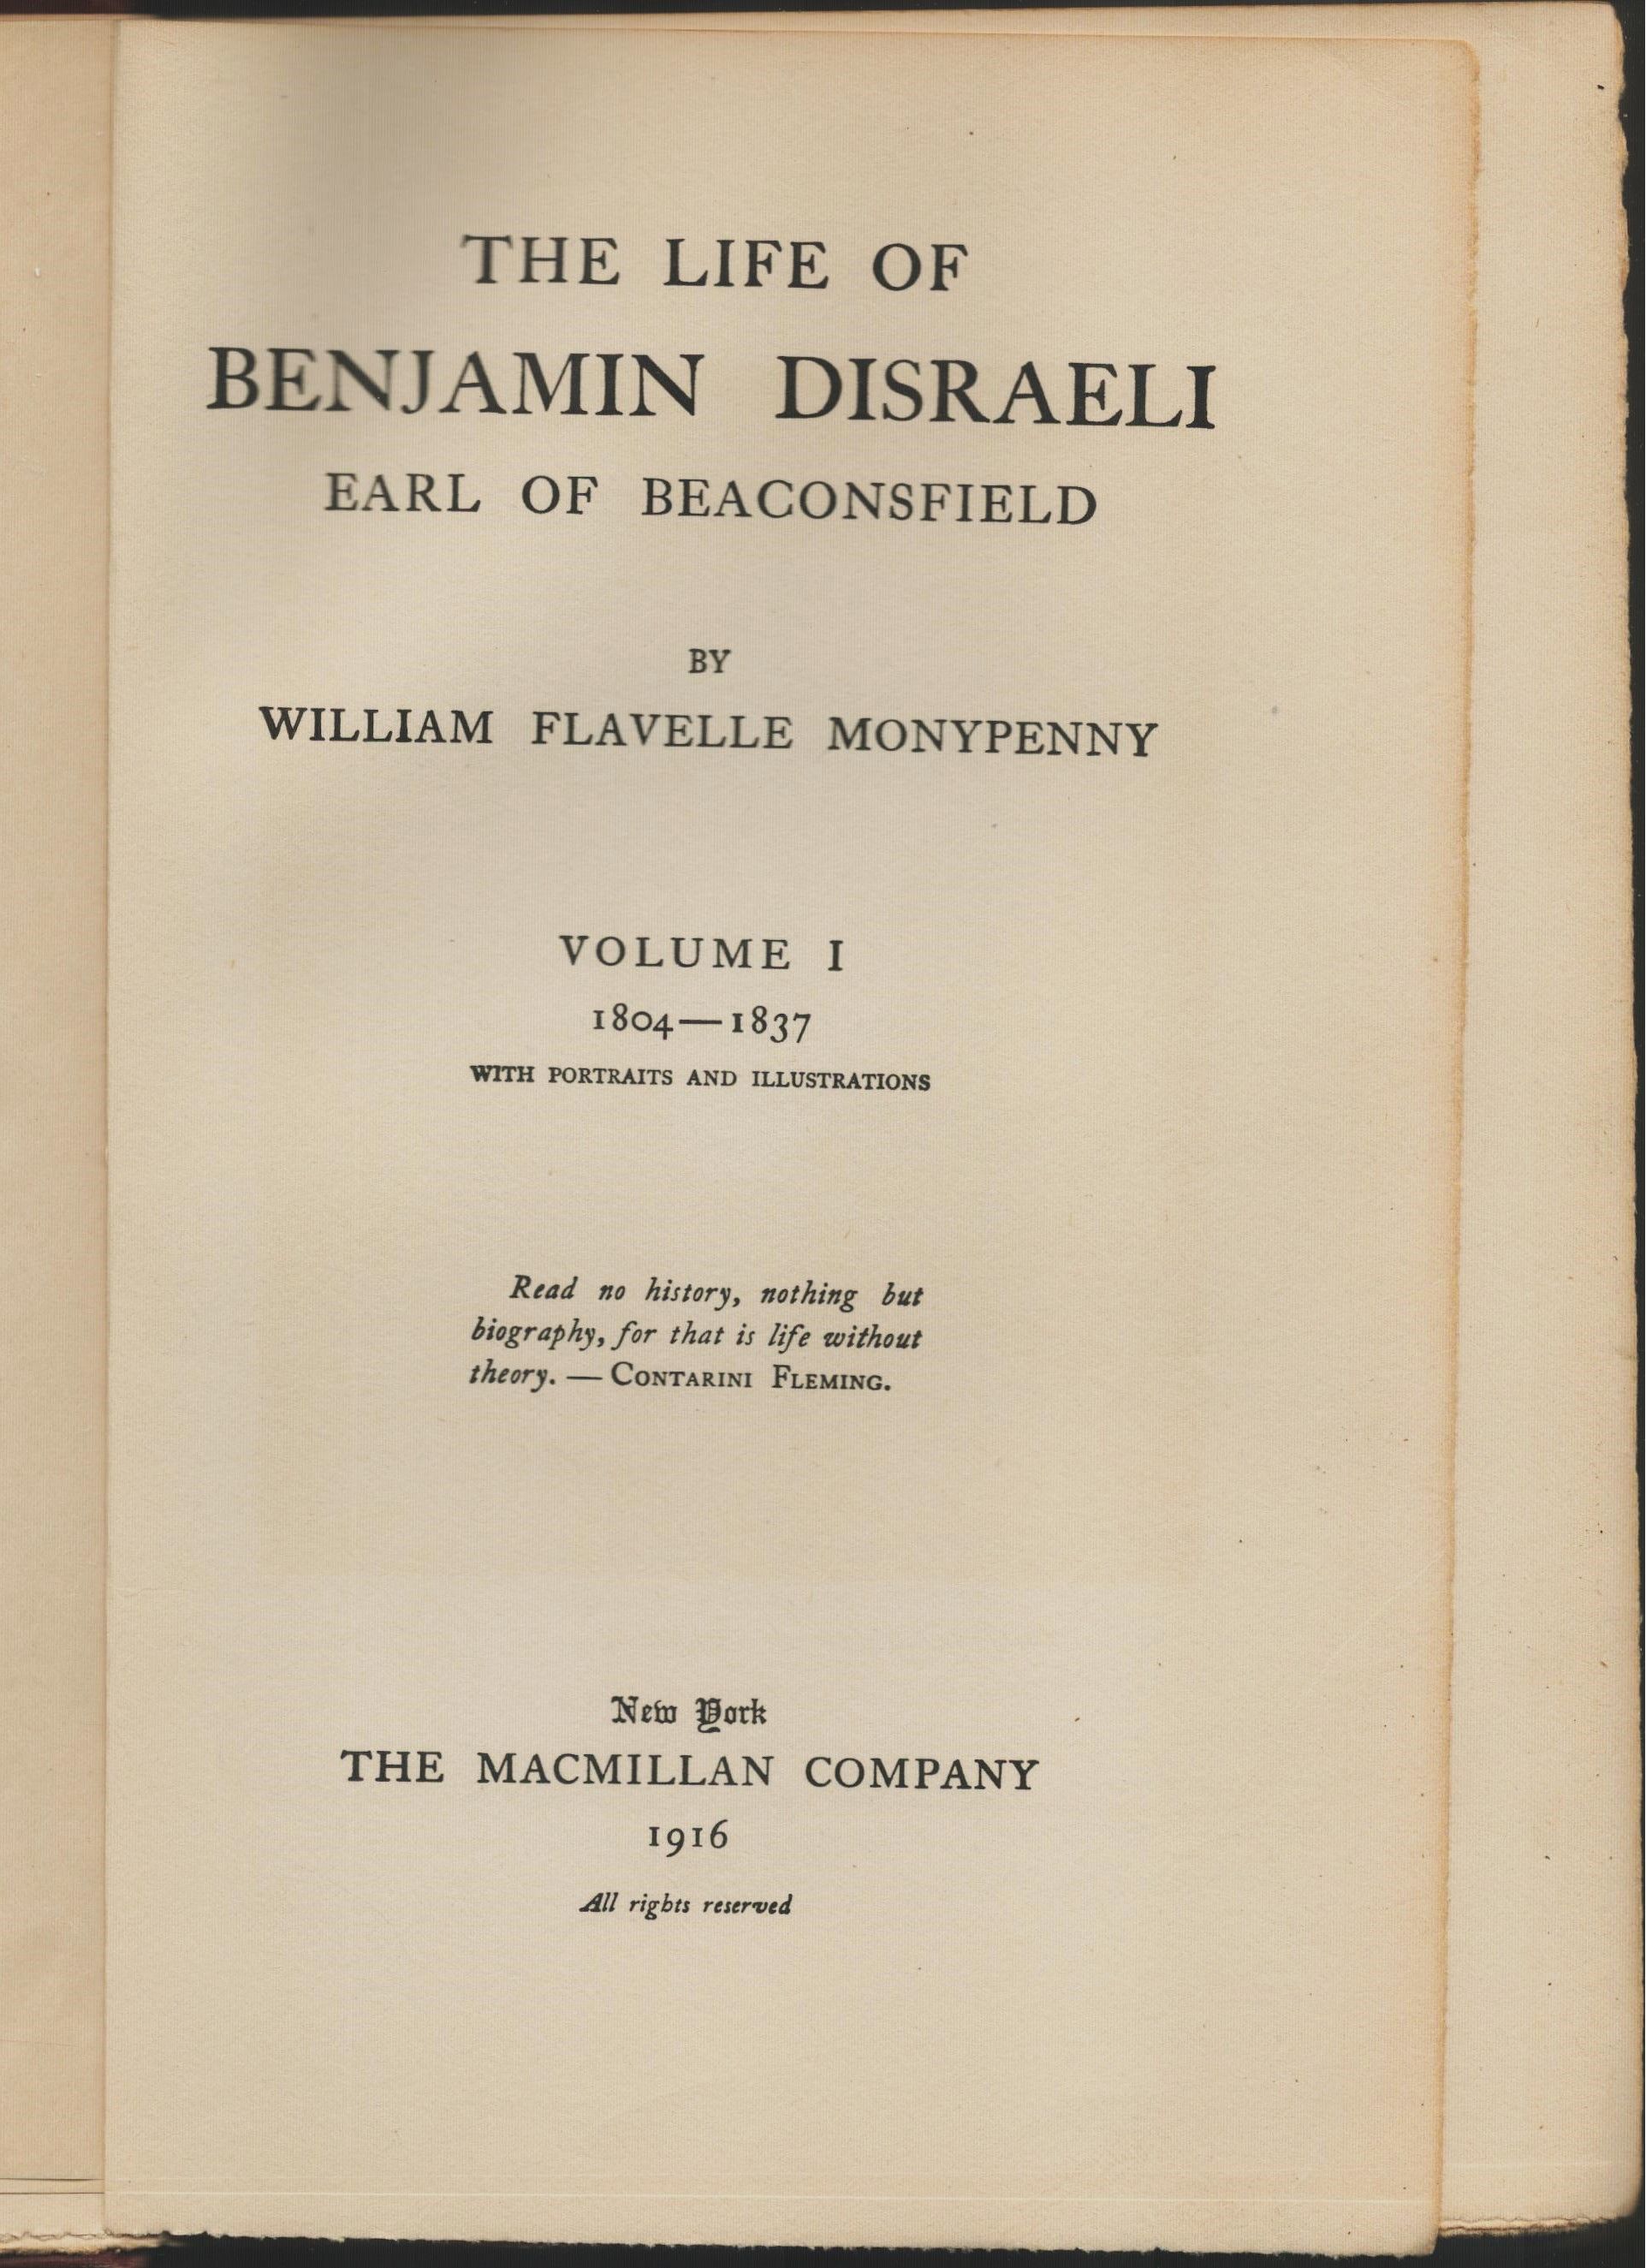 THE LIFE OF
BENJAMIN DISRAELI
EARL OF BEACONSFIELD
BY
WILLIAM FLAVELLE MONYPENNY
VOLUME I
1804—1837
WITH PORTRAITS AND ILLUSTRATIONS
Read no history, nothing but
biography, for that is life without
theory. — CONTARINI FLEMING.
New York
THE MACMILLAN COMPANY
1916
All rights reserved